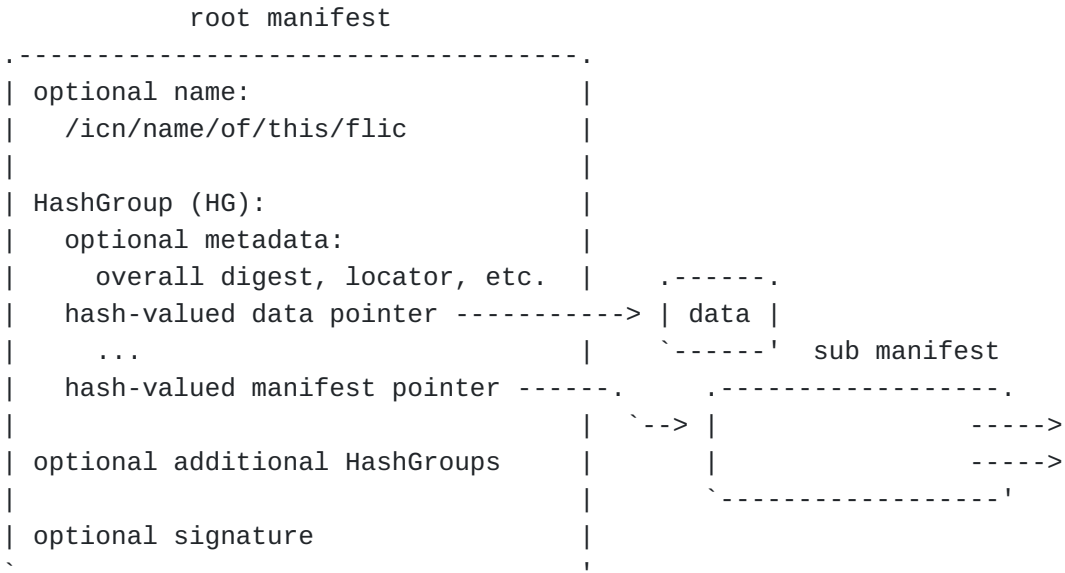 root manifest
optional name:
/icn/name/of/this/flic
HashGroup (HG):
optional metadata:
overall digest, locator, etc.
hash-valued data pointer -----------> | data |
... sub manifest
hash-valued manifest pointer ------.
optional additional HashGroups
optional signature